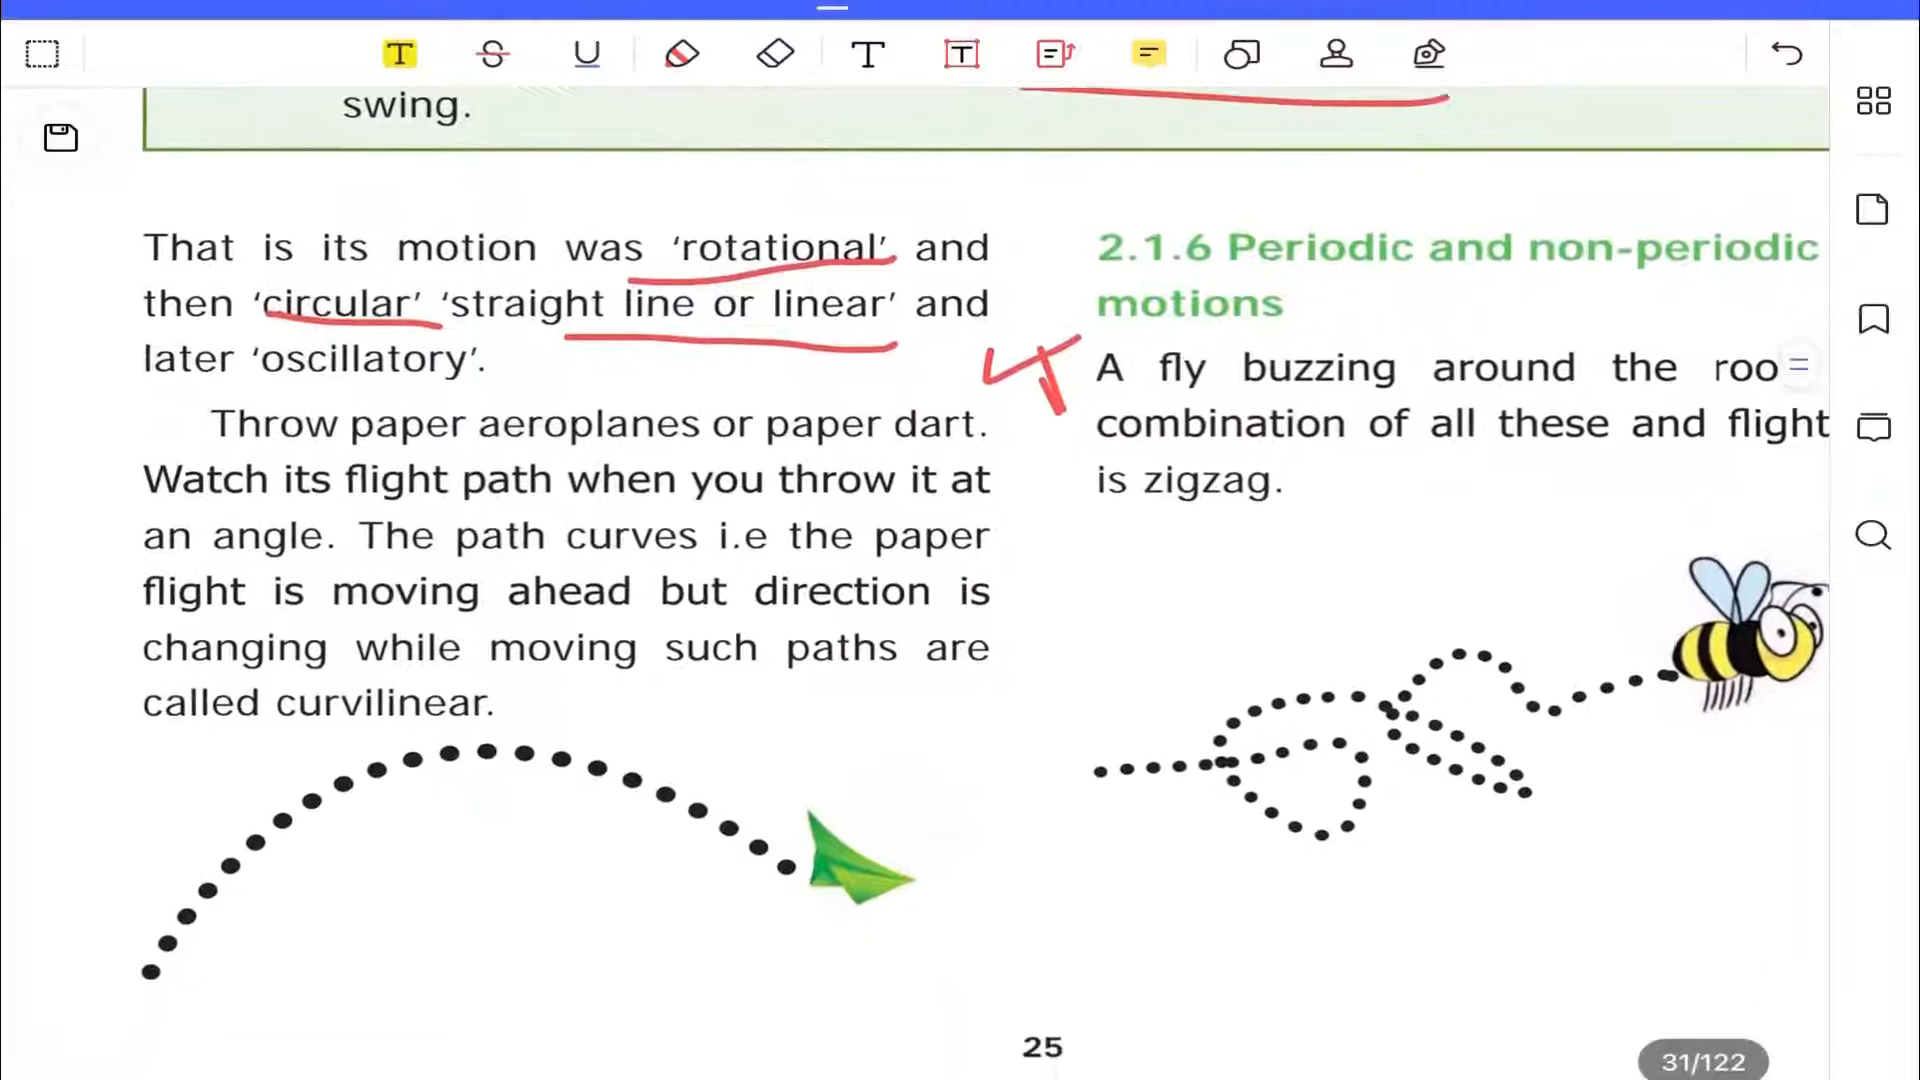 swing.
That is its motion was ‘rotational’ and
then ‘circular’ ‘straight line or linear’ and
later ‘oscillatory’.
Throw paper aeroplanes or paper dart.
Watch its flight path when you throw it at
an angle. The path curves i.e the paper
flight is moving ahead but direction is
changing while moving such paths are
called curvilinear.
2.1.6 Periodic and non-periodic
motions
A fly buzzing around the roo
combination of all these and flight
is zigzag.
25
31/122